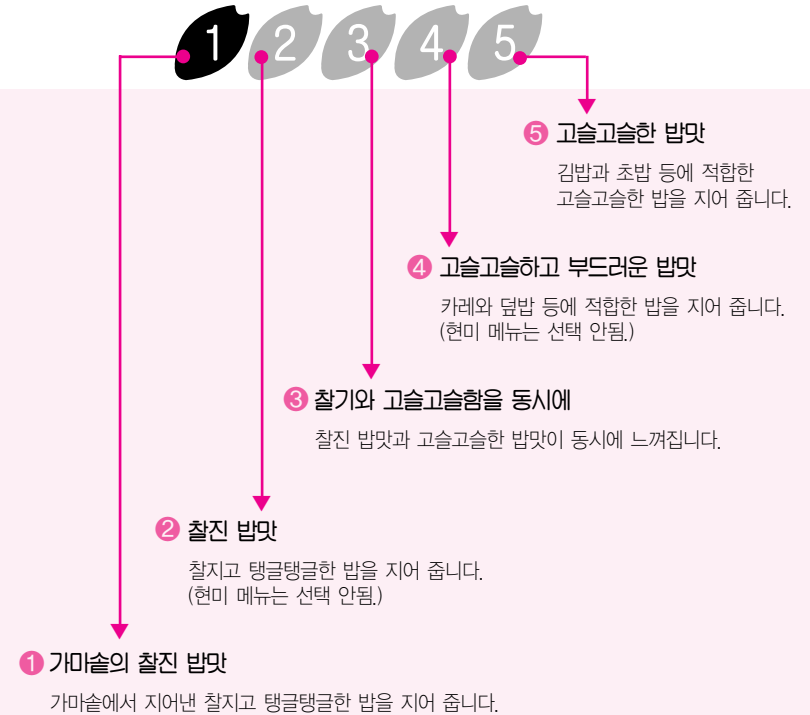 1 2 3 4 5
❺ 고슬고슬한 밥맛
김밥과 초밥 등에 적합한
고슬고슬한 밥을 지어 줍니다.
❹ 고슬고슬하고 부드러운 밥맛
카레와 덮밥 등에 적합한 밥을 지어 줍니다.
(현미 메뉴는 선택 안됨.)
❸ 찰기와 고슬고슬함을 동시에
찰진 밥맛과 고슬고슬한 밥맛이 동시에 느껴집니다.
❷ 찰진 밥맛
찰지고 탱글탱글한 밥을 지어 줍니다.
(현미 메뉴는 선택 안됨.)
❶ 가마솥의 찰진 밥맛
가마솥에서 지어낸 찰지고 탱글탱글한 밥을 지어 줍니다.